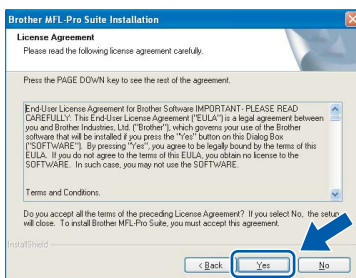 Brother MFL-Pro Suite Installation
License Agreement
Please read the following license agreement carefully.
Press the PAGE DOWN key to see the rest of the agreement.
End-User License Agreement for Brother Software IMPORTANT- PLEASE READ
CAREFULLY: This End-User License Agreement ("EULA") is a legal agreement between
you and Brother Industries, Ltd. ("Brother"), which governs your use of the Brother
software that will be installed if you press the "Yes" button on this Dialog Box
("SOFTWARE"). By pressing "Yes", you agree to be legally bound by the terms of this
EULA. If you do not agree to the terms of this EULA, you obtain no license to the
SOFTWARE. In such case, you may not use the SOFTWARE.
Terms and Conditions.
Do you accept all the terms of the preceding License Agreement? If you select No, the setup
will close. To install Brother MFL-Pro Suite, you must accept this agreement.
InstallShield
< Back
Yes
No